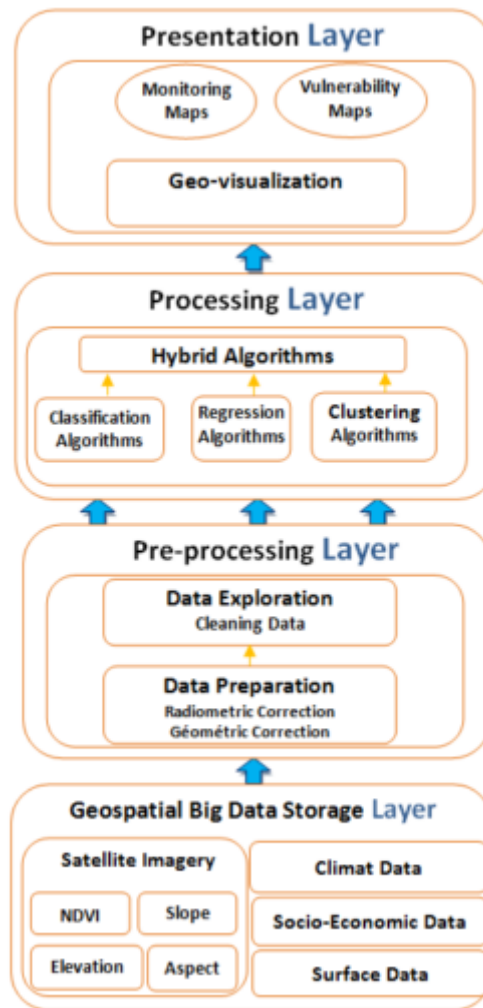 Presentation Layer
Monitoring
Maps
Vulnerability
Maps
Geo-visualization
Processing Layer
Hybrid Algorithms
Classification
Algorithms
Regression
Algorithms
Clustering
Algorithms
Pre-processing Layer
Data Exploration
Cleaning Data
Data Preparation
Radiometric Correction
Géométric Correction
Geospatial Big Data Storage Layer
Satellite Imagery
NDVI
Slope
Elevation
Aspect
Climat Data
Socio-Economic Data
Surface Data